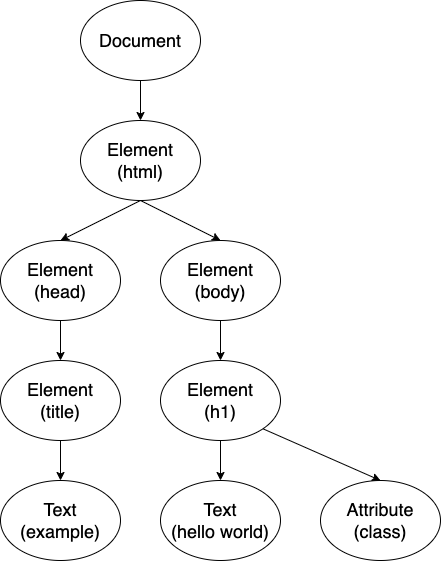 Document
Element
(html)
Element
(head)
Element
(body)
Element
(title)
Element
(h1)
Text
(example)
Text
(hello world)
Attribute
(class)